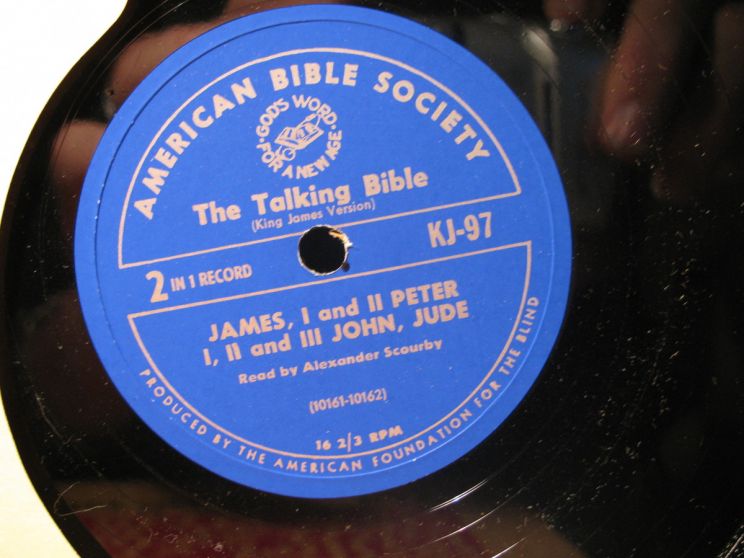 AMERICAN BIBLE SOCIETY
GOD'S WORD
FOR A NEW AGE
The Talking Bible
(King James Version)
KJ-97
2 IN 1 RECORD
JAMES, I and II PETER
I, II and III JOHN, JUDE
Read by Alexander Scourby
(10161-10162)
16 2/3 RPM
PRODUCED BY THE AMERICAN FOUNDATION FOR THE BLIND